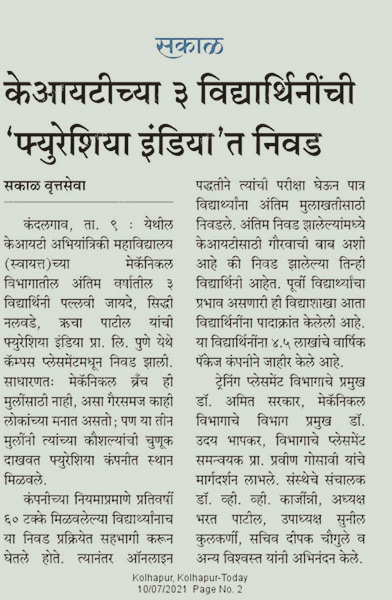 सकाळ
केआयटीच्या ३ विद्यार्थिनींची
‘फ्युरेशिया इंडिया’त निवड
सकाळ वृत्तसेवा
कंदलगाव, ता. ९ : येथील
केआयटी अभियांत्रिकी महाविद्यालय
(स्वायत्त)च्या मेकॅनिकल
विभागातील अंतिम वर्षातील ३
विद्यार्थिनी पल्लवी जायदे, सिद्धी
नलवडे, ऋचा पाटील यांची
फ्युरेशिया इंडिया प्रा. लि. पुणे येथे
कॅम्पस प्लेसमेंटमधून निवड झाली.
साधारणतः मेकॅनिकल ब्रँच ही
मुलींसाठी नाही, असा गैरसमज काही
लोकांच्या मनात असतो; पण या तीन
मुलींनी त्यांच्या कौशल्यांची चुणूक
दाखवत फ्युरेशिया कंपनीत स्थान
मिळवले.
कंपनीच्या नियमाप्रमाणे प्रतिवर्षी
६० टक्के मिळवलेल्या विद्यार्थ्यांनाच
या निवड प्रक्रियेत सहभागी करून
घेतले होते. त्यानंतर ऑनलाइन
पद्धतीने त्यांची परीक्षा घेऊन पात्र
विद्यार्थ्यांना अंतिम मुलाखतीसाठी
निवडले. अंतिम निवड झालेल्यांमध्ये
केआयटीसाठी गौरवाची बाब अशी
आहे की निवड झालेल्या तिन्ही
विद्यार्थिनी आहेत. पूर्वी विद्यार्थ्यांचा
प्रभाव असणारी ही विद्याशाखा आता
विद्यार्थिनींना पादाक्रांत केलेली आहे.
या विद्यार्थिनींना ४.५ लाखांचे वार्षिक
पॅकेज कंपनीने जाहीर केले आहे.
ट्रेनिंग प्लेसमेंट विभागाचे प्रमुख
डॉ. अमित सरकार, मेकॅनिकल
विभागाचे विभाग प्रमुख डॉ.
उदय भापकर, विभागाचे प्लेसमेंट
समन्वयक प्रा. प्रवीण गोसावी यांचे
मार्गदर्शन लाभले. संस्थेचे संचालक
डॉ. व्ही. व्ही. कार्जिन्नी, अध्यक्ष
भरत पाटील, उपाध्यक्ष सुनील
कुलकर्णी, सचिव दीपक चौगुले व
अन्य विश्वस्त यांनी अभिनंदन केले.
Kolhapur, Kolhapur-Today
10/07/2021 Page No. 2